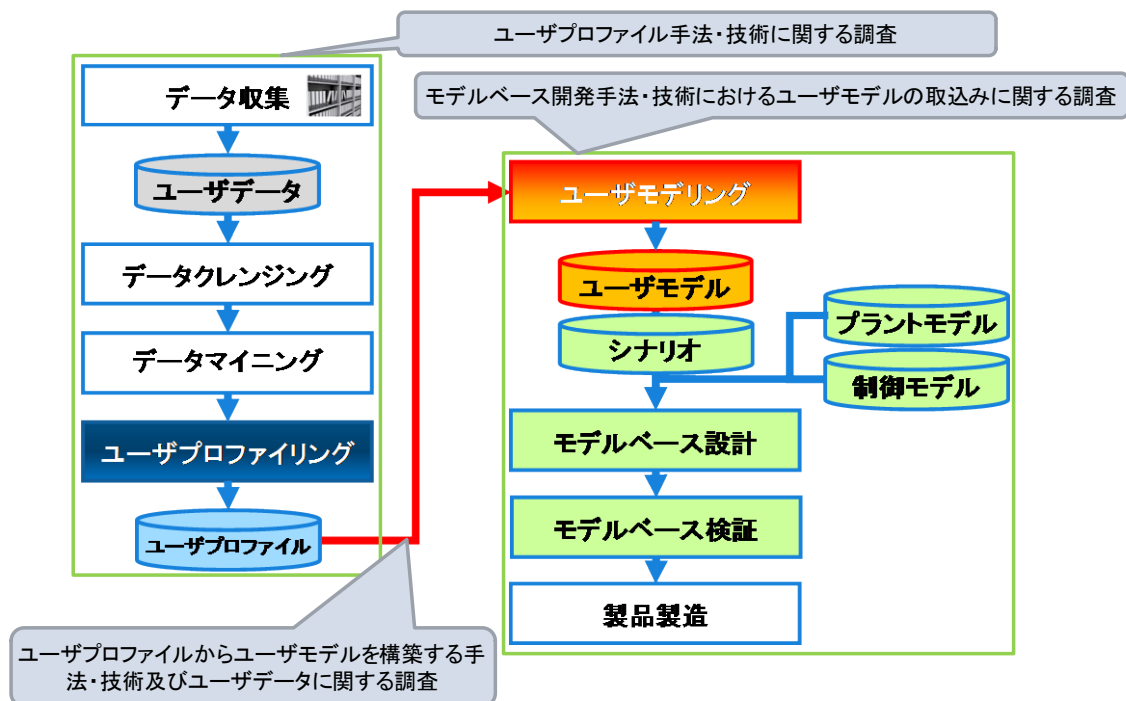 ユーザプロファイル手法・技術に関する調査
モデルベース開発手法・技術におけるユーザモデルの取込みに関する調査
データ収集
ユーザデータ
データクレンジング
データマイニング
ユーザプロファイリング
ユーザプロファイル
ユーザモデリング
ユーザモデル
シナリオ
プラントモデル
制御モデル
モデルベース設計
モデルベース検証
製品製造
ユーザプロファイルからユーザモデルを構築する手
法・技術及びユーザデータに関する調査